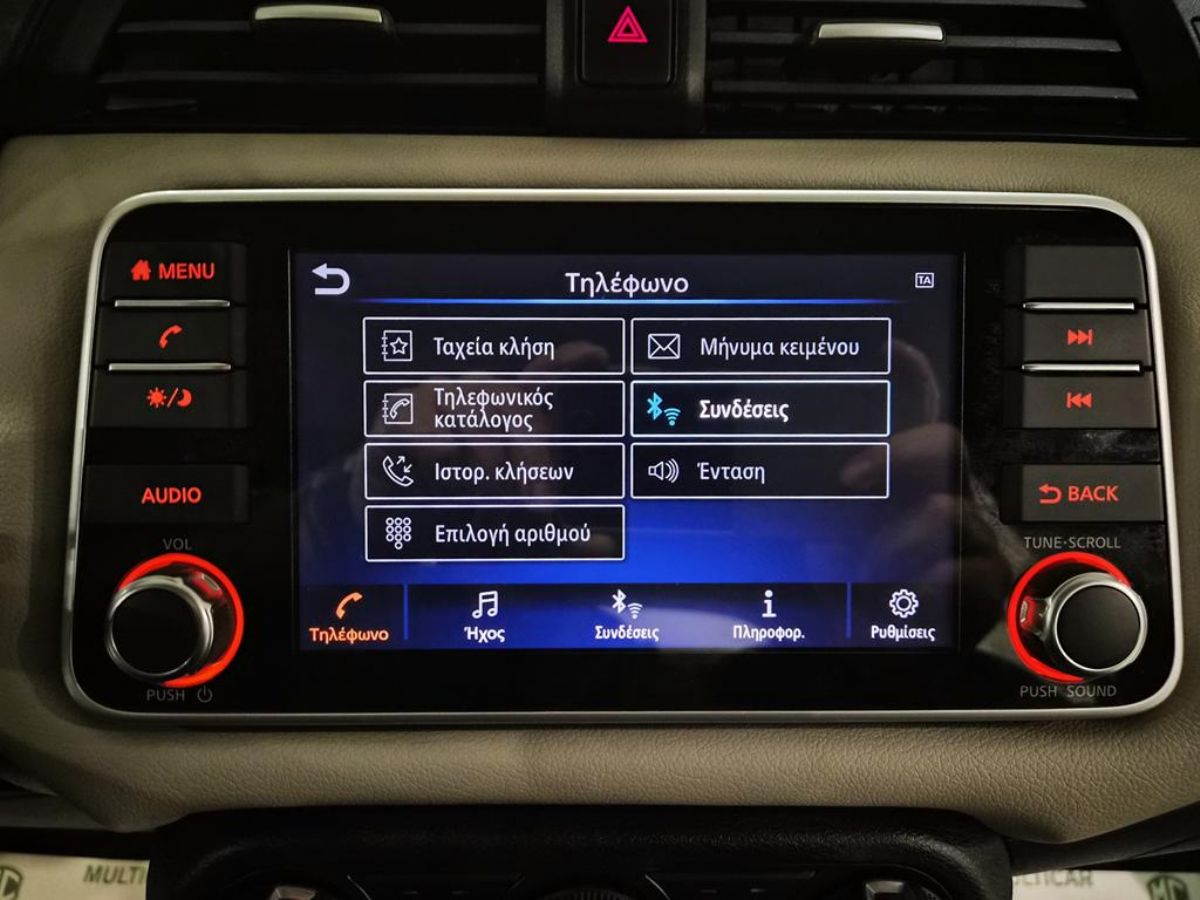 MENU
AUDIO
VOL
PUSH
Τηλέφωνο
TA
Ταχεία κλήση
Μήνυμα κειμένου
Τηλεφωνικός
κατάλογος
Συνδέσεις
Ιστορ. κλήσεων
Ένταση
Επιλογή αριθμού
Τηλέφωνο
Ήχος
Συνδέσεις
Πληροφορ.
Ρυθμίσεις
BACK
TUNE·SCROLL
PUSH SOUND